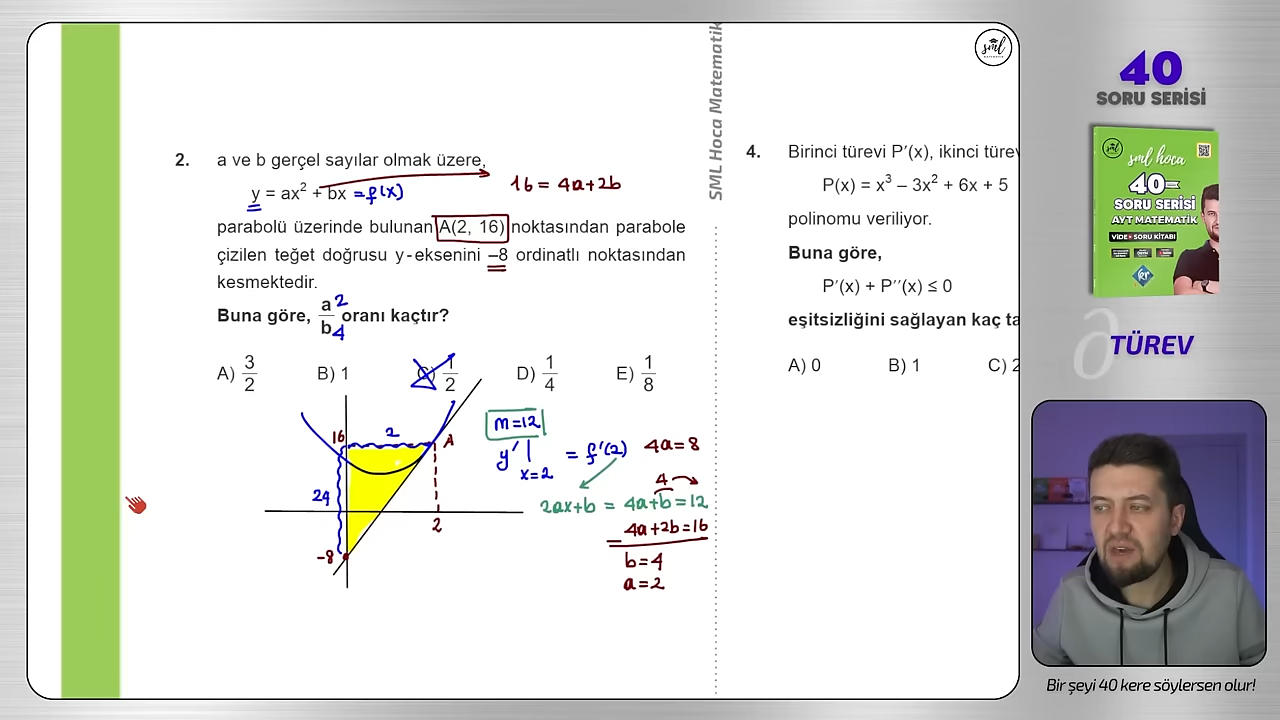 2. a ve b gerçel sayılar olmak üzere,
y = ax² + bx = f(x)
16 = 4a+2b
parabolü üzerinde bulunan A(2, 16) noktasından parabole
çizilen teğet doğrusu y-eksenini –8 ordinatlı noktasından
kesmektedir.
Buna göre, a/b oranı kaçtır?
2
4
A) 3/2 B) 1 C) 1/2 D) 1/4 E) 1/8
16
2
A
24
2
-8
m=12
y'| x=2 = f'(2)
4a=8
4
2ax+b = 4a+b=12
4a+2b=16
b=4
a=2
SML Hoca Matematik
4. Birinci türevi P′(x), ikinci türev
P(x) = x³ – 3x² + 6x + 5
polinomu veriliyor.
Buna göre,
P′(x) + P′′(x) ≤ 0
eşitsizliğini sağlayan kaç ta
A) 0 B) 1 C) 2
sml
40
SORU SERİSİ
sml hoca
40
SORU SERİSİ
AYT MATEMATİK
VİDEO SORU KİTABI
∂
TÜREV
Bir şeyi 40 kere söylersen olur!